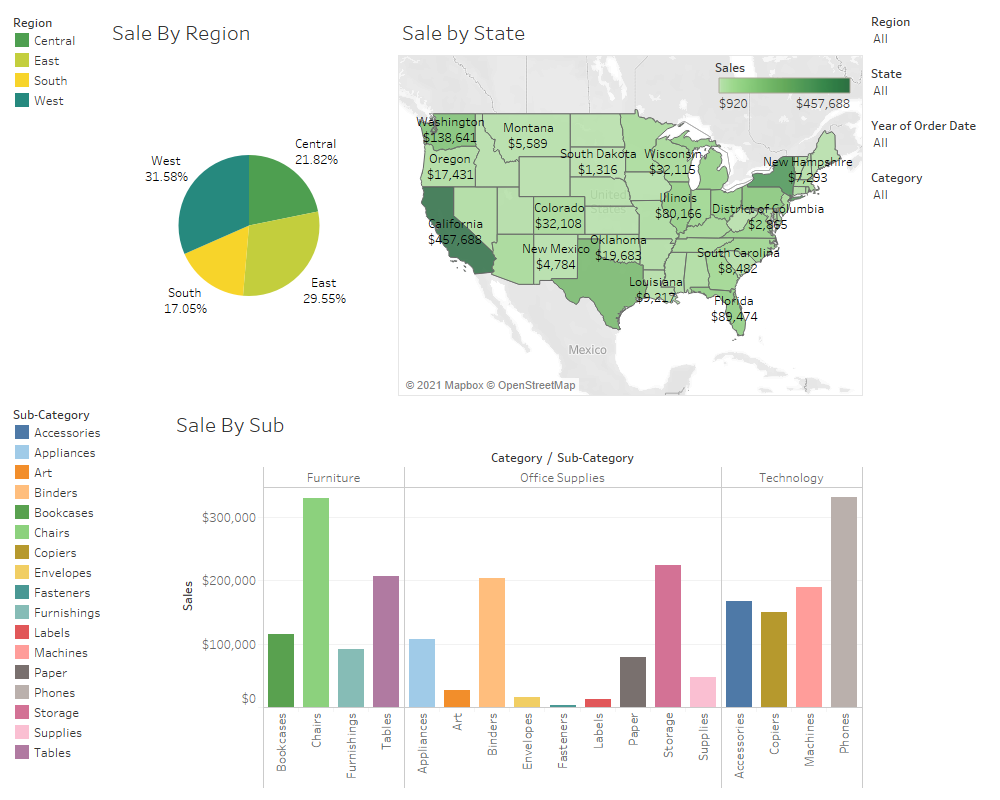 Region
Central
East
South
West
Sale By Region
Central
21.82%
West
31.58%
East
29.55%
South
17.05%
Sale by State
Sales
$920
$457,688
Washington
$138,641
Montana
$5,589
Oregon
$17,431
South Dakota
$1,316
Wisconsin
$32,115
New Hampshire
$7,293
United
States
Illinois
$80,166
District of Columbia
$2,865
Colorado
$32,108
California
$457,688
Oklahoma
$19,683
New Mexico
$4,784
South Carolina
$8,482
Louisiana
$9,217
Florida
$89,474
Mexico
© 2021 Mapbox © OpenStreetMap
Region
All
State
All
Year of Order Date
All
Category
All
Sub-Category
Accessories
Appliances
Art
Binders
Bookcases
Chairs
Copiers
Envelopes
Fasteners
Furnishings
Labels
Machines
Paper
Phones
Storage
Supplies
Tables
Sale By Sub
Category / Sub-Category
Furniture
Office Supplies
Technology
Sales
$300,000
$200,000
$100,000
$0
Bookcases
Chairs
Furnishings
Tables
Appliances
Art
Binders
Envelopes
Fasteners
Labels
Paper
Storage
Supplies
Accessories
Copiers
Machines
Phones